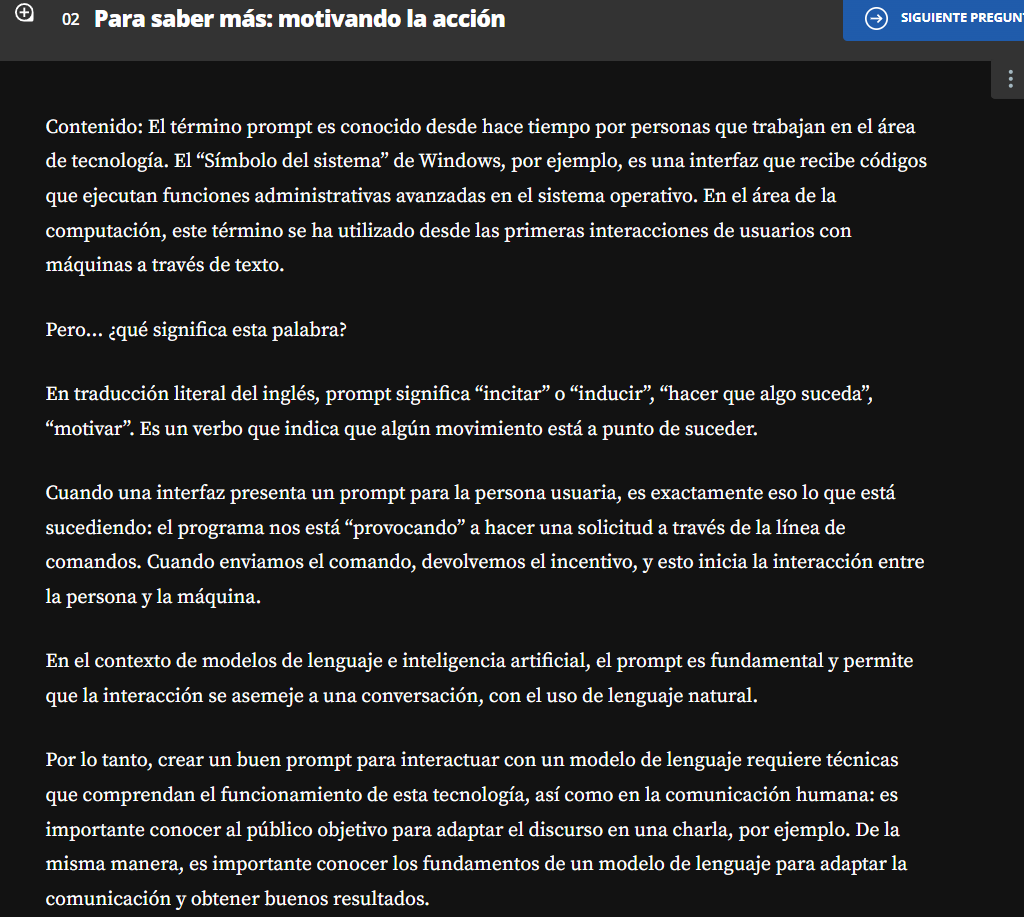 02 Para saber más: motivando la acción
SIGUIENTE PREGUN
Contenido: El término prompt es conocido desde hace tiempo por personas que trabajan en el área
de tecnología. El “Símbolo del sistema” de Windows, por ejemplo, es una interfaz que recibe códigos
que ejecutan funciones administrativas avanzadas en el sistema operativo. En el área de la
computación, este término se ha utilizado desde las primeras interacciones de usuarios con
máquinas a través de texto.
Pero... ¿qué significa esta palabra?
En traducción literal del inglés, prompt significa “incitar” o “inducir”, “hacer que algo suceda”,
“motivar”. Es un verbo que indica que algún movimiento está a punto de suceder.
Cuando una interfaz presenta un prompt para la persona usuaria, es exactamente eso lo que está
sucediendo: el programa nos está “provocando” a hacer una solicitud a través de la línea de
comandos. Cuando enviamos el comando, devolvemos el incentivo, y esto inicia la interacción entre
la persona y la máquina.
En el contexto de modelos de lenguaje e inteligencia artificial, el prompt es fundamental y permite
que la interacción se asemeje a una conversación, con el uso de lenguaje natural.
Por lo tanto, crear un buen prompt para interactuar con un modelo de lenguaje requiere técnicas
que comprendan el funcionamiento de esta tecnología, así como en la comunicación humana: es
importante conocer al público objetivo para adaptar el discurso en una charla, por ejemplo. De la
misma manera, es importante conocer los fundamentos de un modelo de lenguaje para adaptar la
comunicación y obtener buenos resultados.